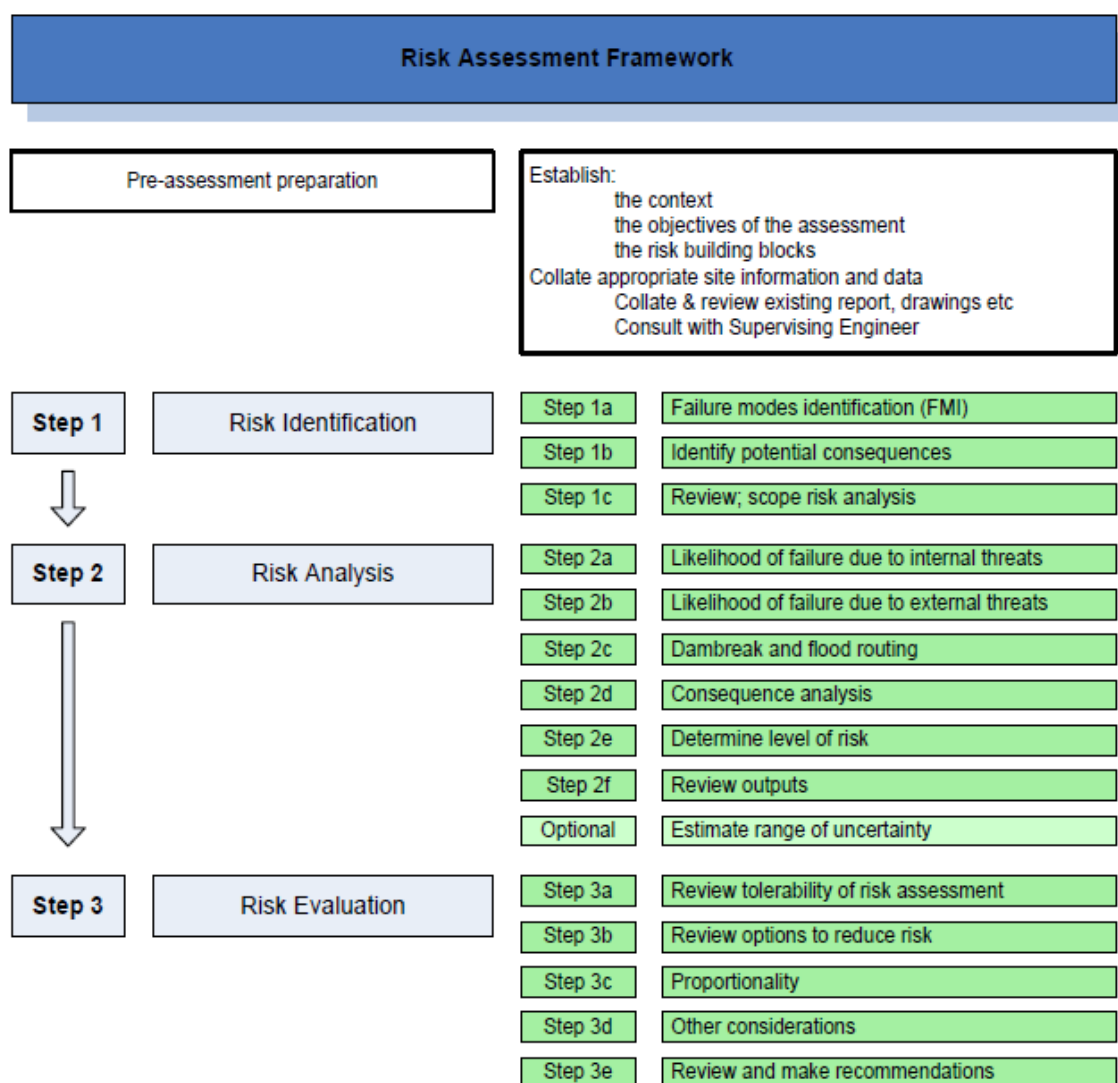 Risk Assessment Framework
Pre-assessment preparation
Establish:
the context
the objectives of the assessment
the risk building blocks
Collate appropriate site information and data
Collate & review existing report, drawings etc
Consult with Supervising Engineer
Step 1
Risk Identification
Step 1a
Failure modes identification (FMI)
Step 1b
Identify potential consequences
Step 1c
Review; scope risk analysis
Step 2
Risk Analysis
Step 2a
Likelihood of failure due to internal threats
Step 2b
Likelihood of failure due to external threats
Step 2c
Dambreak and flood routing
Step 2d
Consequence analysis
Step 2e
Determine level of risk
Step 2f
Review outputs
Optional
Estimate range of uncertainty
Step 3
Risk Evaluation
Step 3a
Review tolerability of risk assessment
Step 3b
Review options to reduce risk
Step 3c
Proportionality
Step 3d
Other considerations
Step 3e
Review and make recommendations